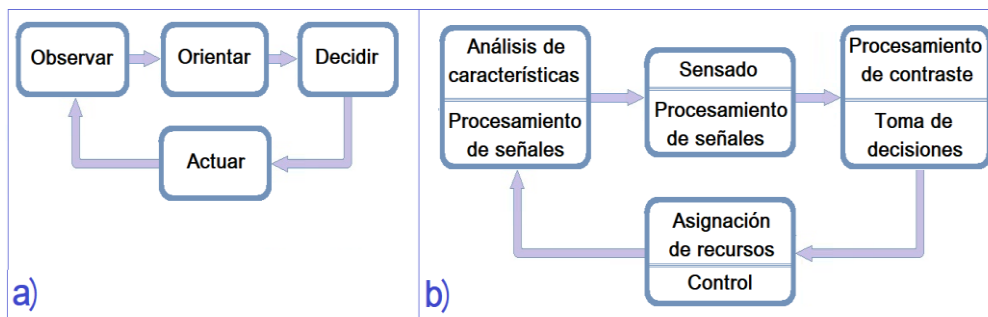 Observar
Orientar
Decidir
Actuar
a)
Análisis de
características
Procesamiento
de señales
Sensado
Procesamiento
de señales
Procesamiento
de contraste
Toma de
decisiones
Asignación
de recursos
Control
b)